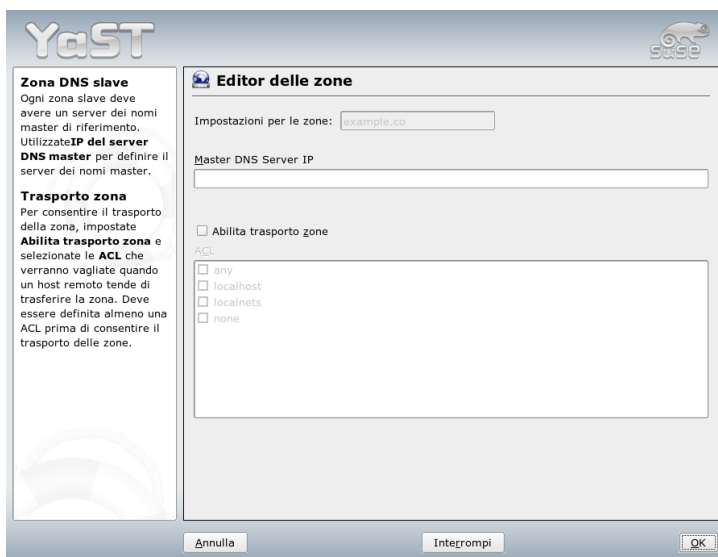 YaST
SUSE
Zona DNS slave
Ogni zona slave deve
avere un server dei nomi
master di riferimento.
UtilizzateIP del server
DNS master per definire il
server dei nomi master.
Trasporto zona
Per consentire il trasporto
della zona, impostate
Abilita trasporto zona e
selezionate le ACL che
verranno vagliate quando
un host remoto tende di
trasferire la zona. Deve
essere definita almeno una
ACL prima di consentire il
trasporto delle zone.
Editor delle zone
Impostazioni per le zone: example.co
Master DNS Server IP
Abilita trasporto zone
ACL
any
localhost
localnets
none
Annulla
Interrompi
OK